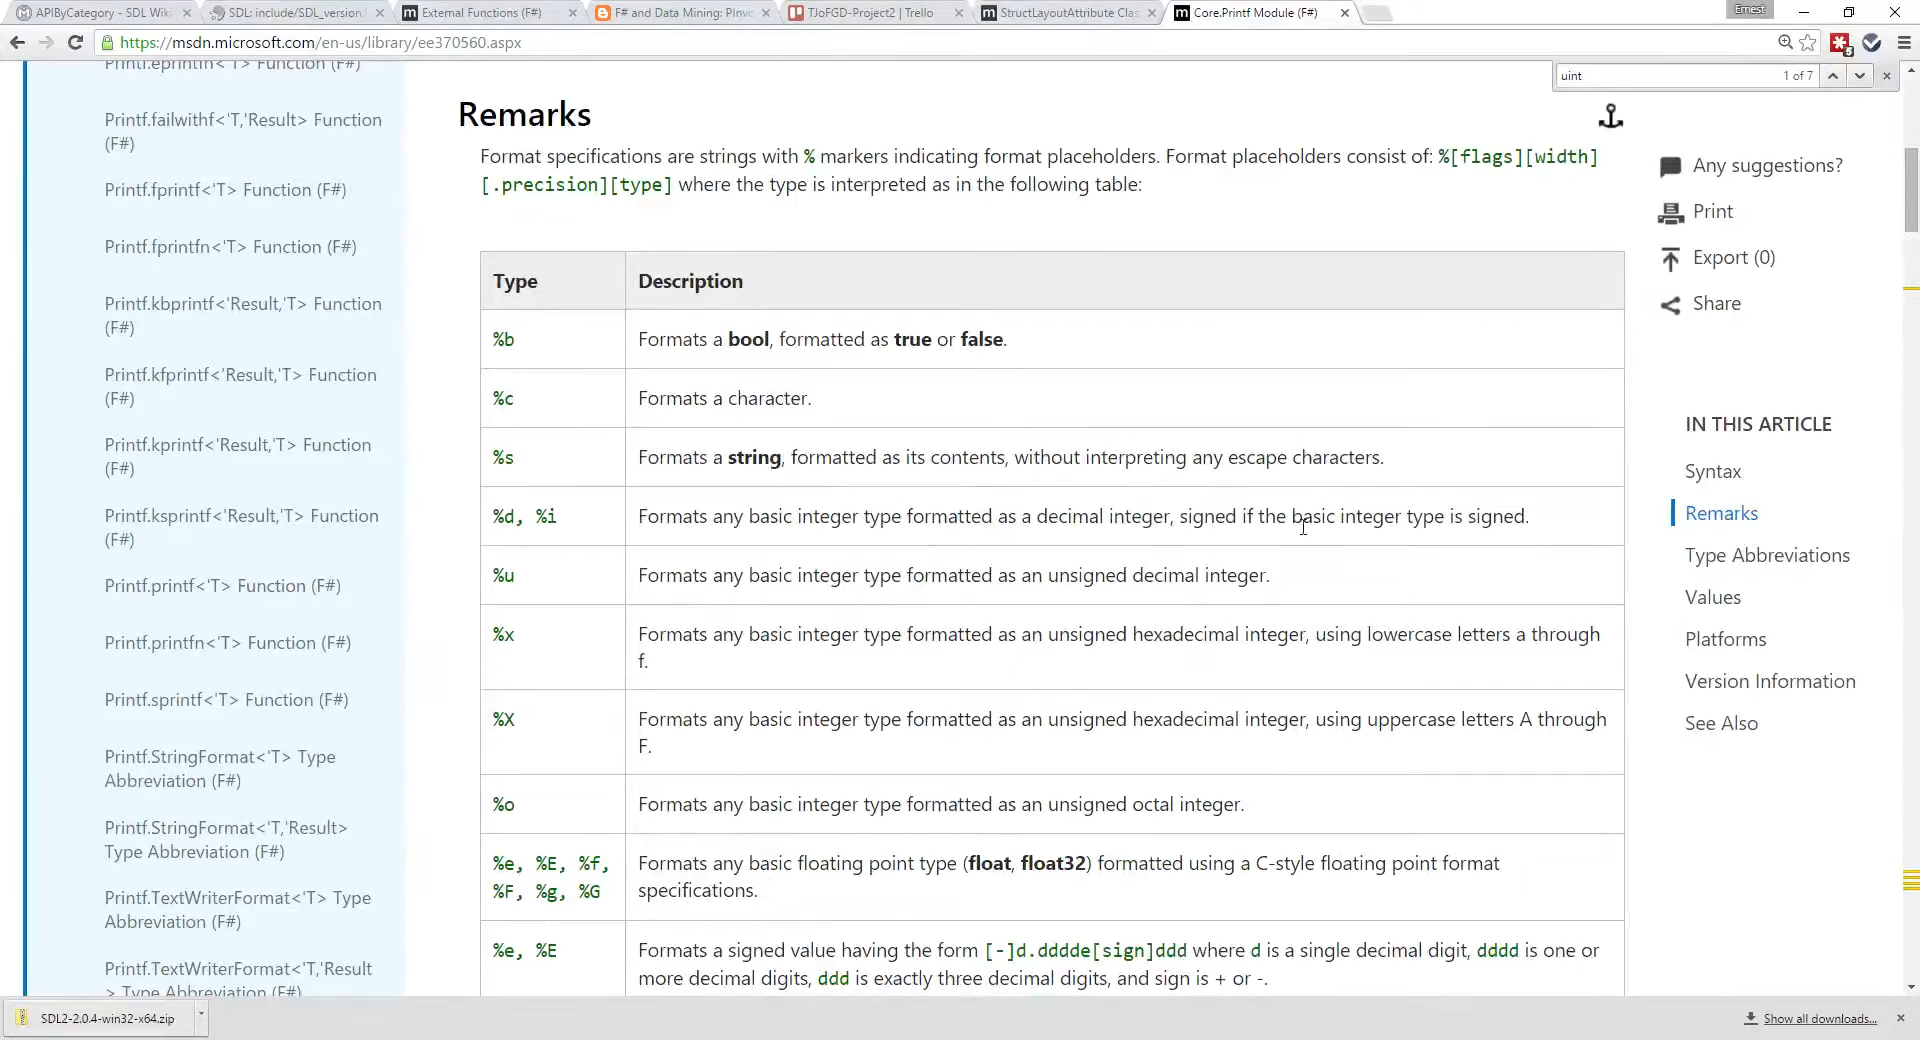 APIByCategory - SDL Wiki
SDL: include/SDL_version.
External Functions (F#)
F# and Data Mining: PInvo
TJoFGD-Project2 | Trello
StructLayoutAttribute Clas
Core.Printf Module (F#)
Ernest
https://msdn.microsoft.com/en-us/library/ee370560.aspx
uint
1 of 7
Printf.eprintfn<'T> Function (F#)
Printf.failwithf<'T,'Result> Function
(F#)
Printf.fprintf<'T> Function (F#)
Printf.fprintfn<'T> Function (F#)
Printf.kbprintf<'Result,'T> Function
(F#)
Printf.kfprintf<'Result,'T> Function
(F#)
Printf.kprintf<'Result,'T> Function
(F#)
Printf.ksprintf<'Result,'T> Function
(F#)
Printf.printf<'T> Function (F#)
Printf.printfn<'T> Function (F#)
Printf.sprintf<'T> Function (F#)
Printf.StringFormat<'T> Type
Abbreviation (F#)
Printf.StringFormat<'T,'Result>
Type Abbreviation (F#)
Printf.TextWriterFormat<'T> Type
Abbreviation (F#)
Printf.TextWriterFormat<'T,'Result
> Type Abbreviation (F#)
Remarks
Format specifications are strings with % markers indicating format placeholders. Format placeholders consist of: %[flags][width]
[.precision][type] where the type is interpreted as in the following table:
Type Description
%b Formats a bool, formatted as true or false.
%c Formats a character.
%s Formats a string, formatted as its contents, without interpreting any escape characters.
%d, %i Formats any basic integer type formatted as a decimal integer, signed if the basic integer type is signed.
%u Formats any basic integer type formatted as an unsigned decimal integer.
%x Formats any basic integer type formatted as an unsigned hexadecimal integer, using lowercase letters a through
f.
%X Formats any basic integer type formatted as an unsigned hexadecimal integer, using uppercase letters A through
F.
%o Formats any basic integer type formatted as an unsigned octal integer.
%e, %E, %f, Formats any basic floating point type (float, float32) formatted using a C-style floating point format
%F, %g, %G specifications.
%e, %E Formats a signed value having the form [-]d.dddde[sign]ddd where d is a single decimal digit, dddd is one or
more decimal digits, ddd is exactly three decimal digits, and sign is + or -.
Any suggestions?
Print
Export (0)
Share
IN THIS ARTICLE
Syntax
Remarks
Type Abbreviations
Values
Platforms
Version Information
See Also
SDL2-2.0.4-win32-x64.zip
Show all downloads...